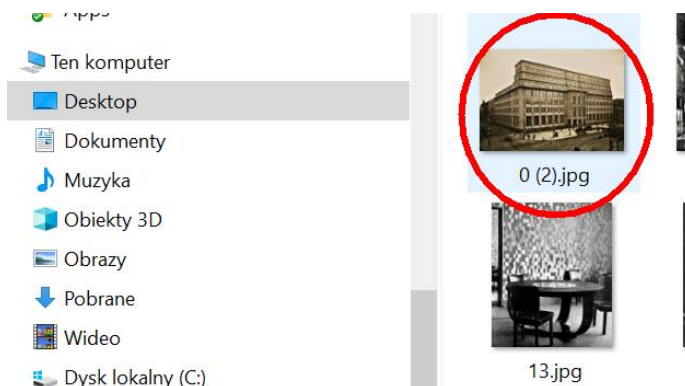 Apps
Ten komputer
Desktop
Dokumenty
Muzyka
Obiekty 3D
Obrazy
Pobrane
Wideo
Dysk lokalny (C:)
0 (2).jpg
13.jpg